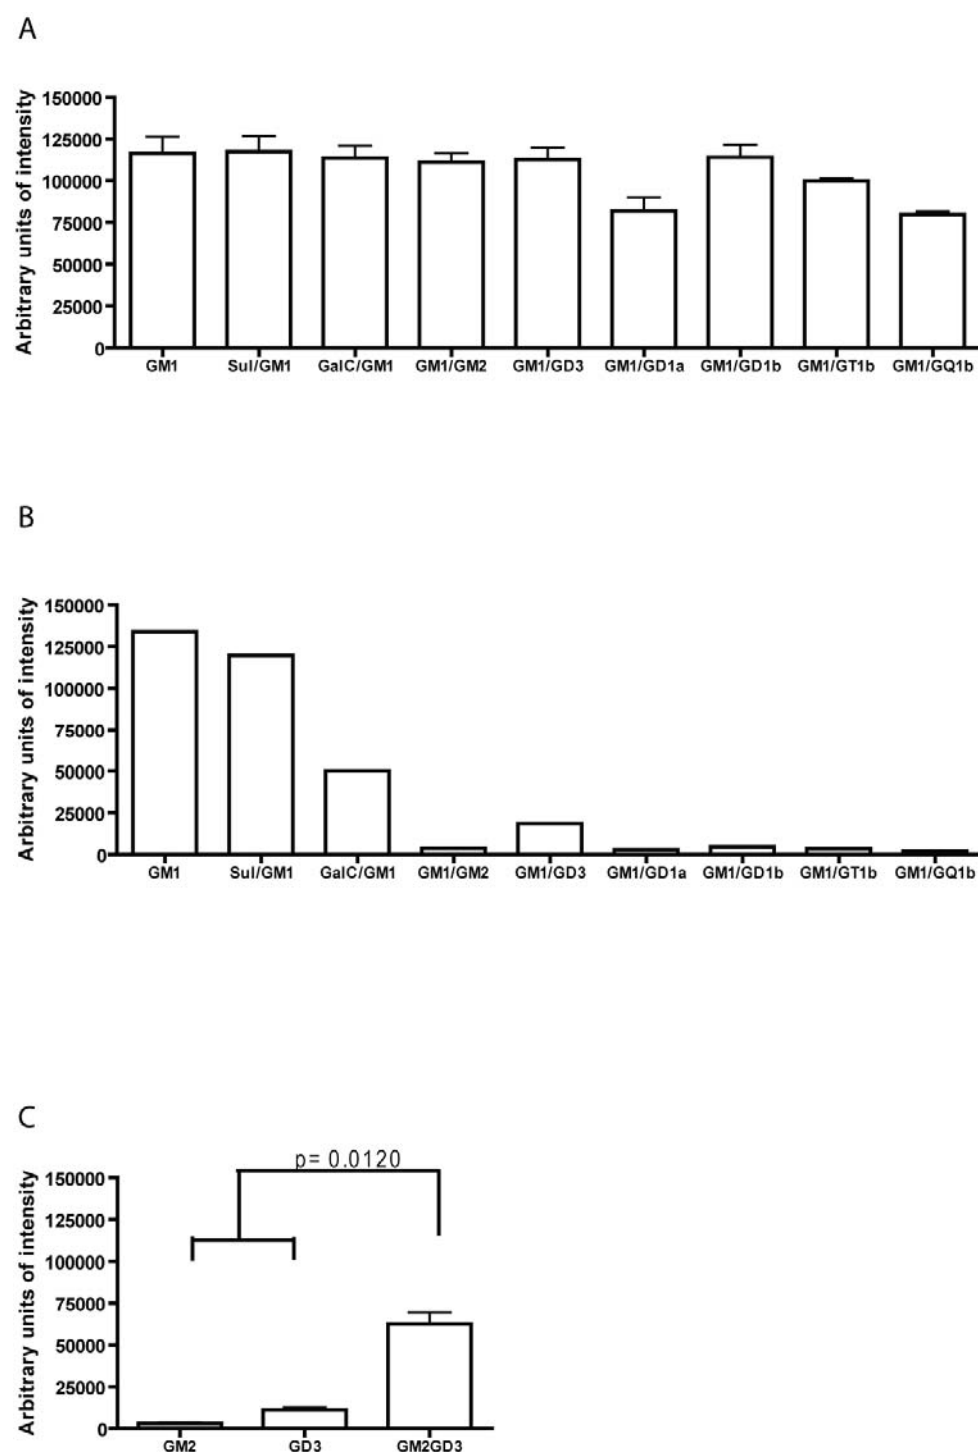 A
Arbitrary units of intensity
150000
125000
100000
75000
50000
25000
0
GM1 Sul/GM1 GalC/GM1 GM1/GM2 GM1/GD3 GM1/GD1a GM1/GD1b GM1/GT1b GM1/GQ1b
B
Arbitrary units of intensity
150000
125000
100000
75000
50000
25000
0
GM1 Sul/GM1 GalC/GM1 GM1/GM2 GM1/GD3 GM1/GD1a GM1/GD1b GM1/GT1b GM1/GQ1b
C
p= 0.0120
Arbitrary units of intensity
150000
125000
100000
75000
50000
25000
0
GM2 GD3 GM2GD3